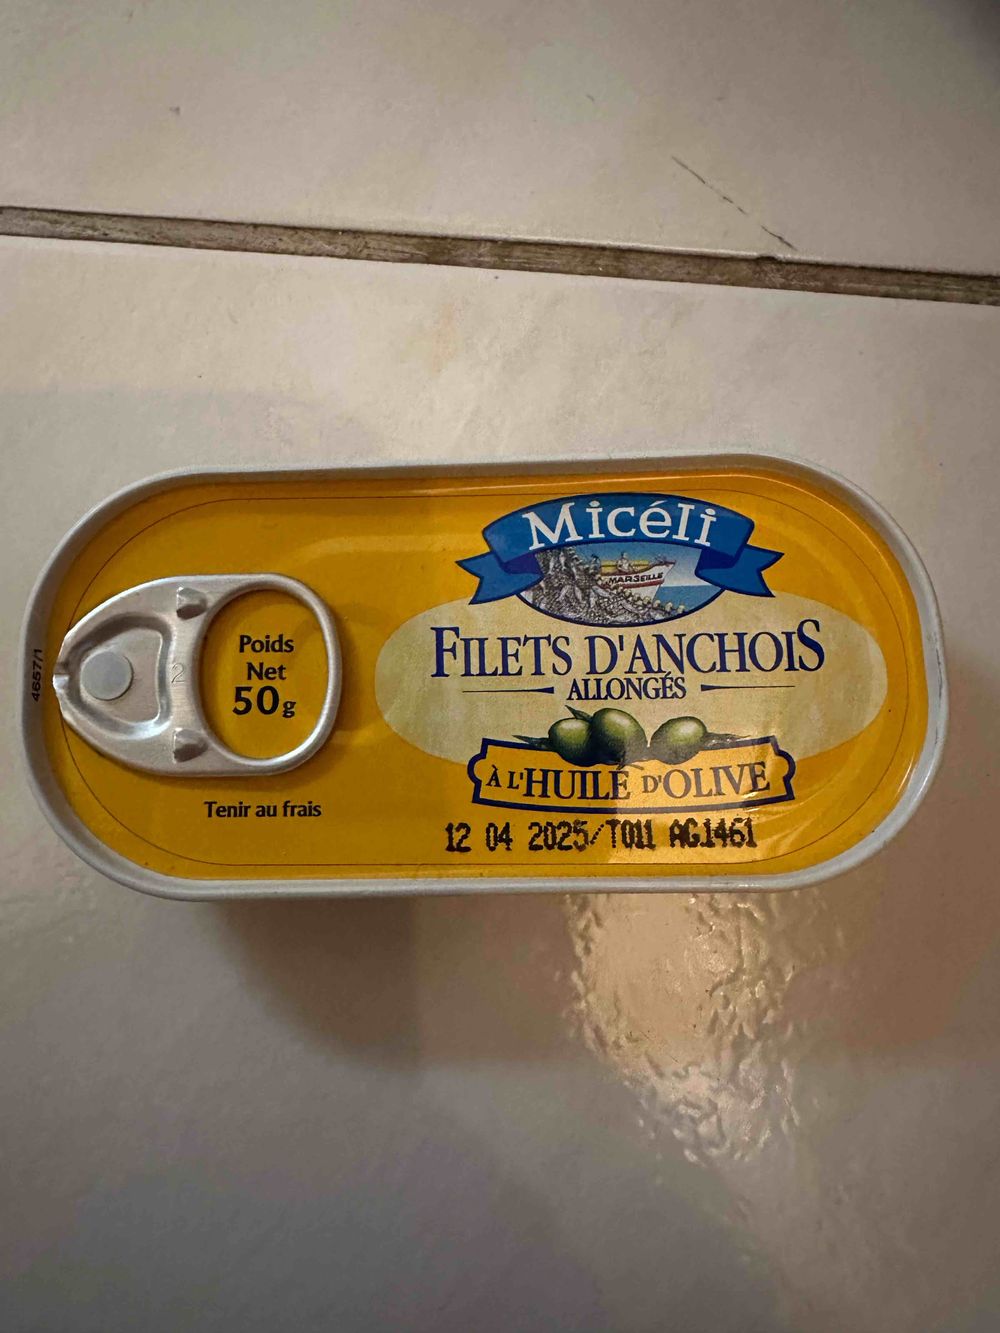 Micéli
MARSEILLE
FILETS D'ANCHOIS
ALLONGÉS
À L'HUILE D'OLIVE
12 04 2025/T011 AG1461
Poids
Net
50g
2
Tenir au frais
4657/1